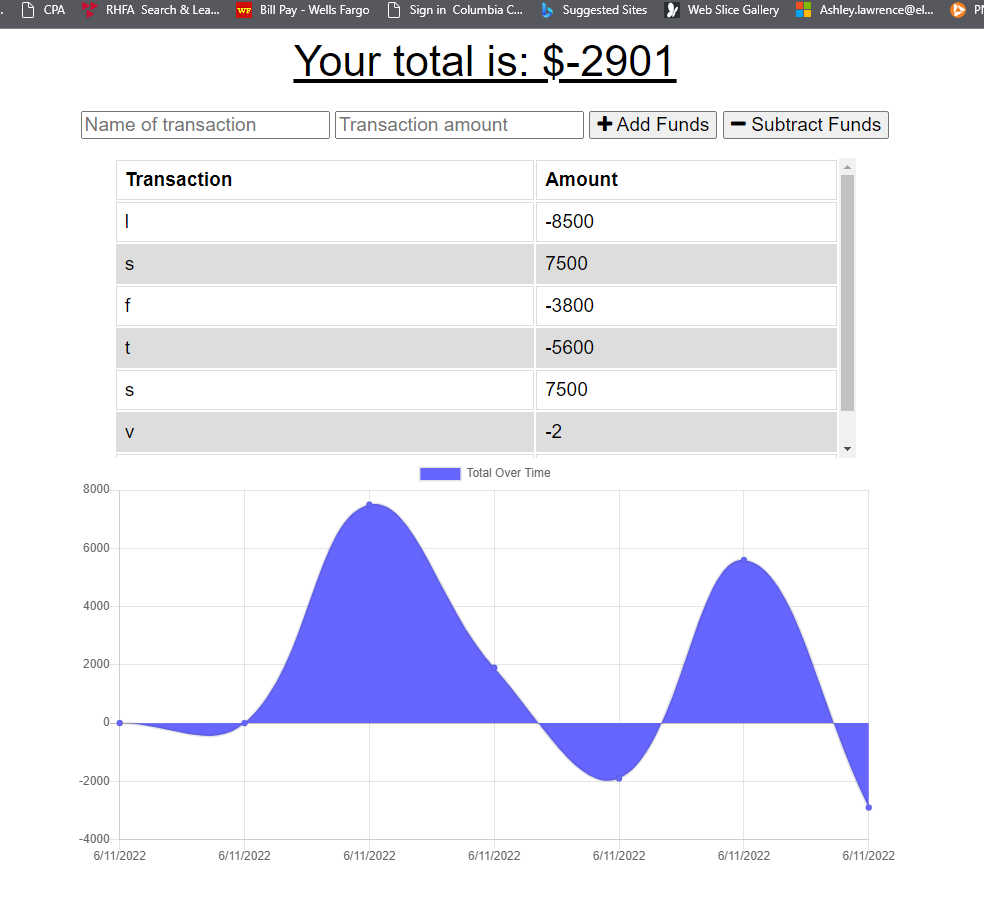 CPA RHFA Search & Lea... WF Bill Pay - Wells Fargo Sign in Columbia C... Suggested Sites Web Slice Gallery Ashley.lawrence@el...
Your total is: $-2901
Name of transaction Transaction amount + Add Funds − Subtract Funds
Transaction Amount
l -8500
s 7500
f -3800
t -5600
s 7500
v -2
Total Over Time
8000
6000
4000
2000
0
-2000
-4000
6/11/2022 6/11/2022 6/11/2022 6/11/2022 6/11/2022 6/11/2022 6/11/2022